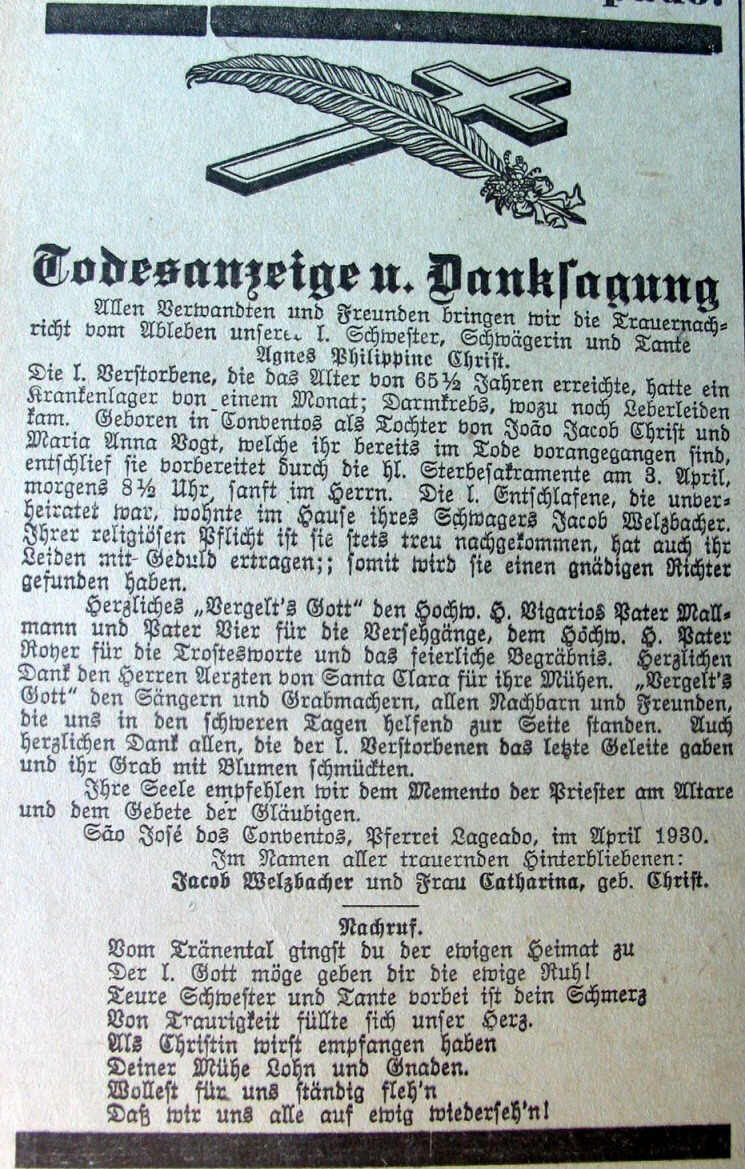 Todesanzeige u. Danksagung
Allen Verwandten und Freunden bringen wir die Trauernach-
richt vom Ableben unserer l. Schwester, Schwägerin und Tante
Agnes Philippine Christ.
Die l. Verstorbene, die das Alter von 65½ Jahren erreichte, hatte ein
Krankenlager von einem Monat; Darmkrebs, wozu noch Leberleiden
kam. Geboren in Conventos als Tochter von João Jacob Christ und
Maria Anna Vogt, welche ihr bereits im Tode vorangegangen sind,
entschlief sie vorbereitet durch die hl. Sterbesakramente am 3. April,
morgens 8½ Uhr, sanft im Herrn. Die l. Entschlafene, die unver-
heiratet war, wohnte im Hause ihres Schwagers Jacob Welzbacher.
Ihrer religiösen Pflicht ist sie stets treu nachgekommen, hat auch ihr
Leiden mit Geduld ertragen;; somit wird sie einen gnädigen Richter
gefunden haben.
Herzliches „Vergelt's Gott“ den Hochw. H. Vigarios Pater Mall-
mann und Pater Vier für die Versehgänge, dem Höchw. H. Pater
Royer für die Trostesworte und das feierliche Begräbnis. Herzlichen
Dank den Herren Aerzten von Santa Clara für ihre Mühen. „Vergelt's
Gott“ den Sängern und Grabmachern, allen Nachbarn und Freunden,
die uns in den schweren Tagen helfend zur Seite standen. Auch
herzlichen Dank allen, die der l. Verstorbenen das letzte Geleite gaben
und ihr Grab mit Blumen schmückten.
Ihre Seele empfehlen wir dem Memento der Priester am Altare
und dem Gebete der Gläubigen.
São José dos Conventos, Pferrei Lageado, im April 1930.
Im Namen aller trauernden Hinterbliebenen:
Jacob Welzbacher und Frau Catharina, geb. Christ.
Nachruf.
Vom Tränental gingst du der ewigen Heimat zu
Der l. Gott möge geben dir die ewige Ruh!
Teure Schwester und Tante vorbei ist dein Schmerz
Von Traurigkeit füllte sich unser Herz.
Als Christin wirst empfangen haben
Deiner Mühe Lohn und Gnaden.
Wollest für uns ständig fleh'n
Daß wir uns alle auf ewig wiederseh'n!